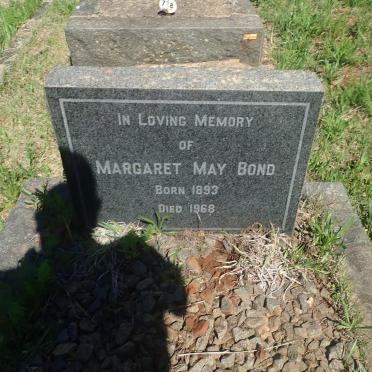 IN LOVING MEMORY
OF
MARGARET MAY BOND
BORN 1893
DIED 1968